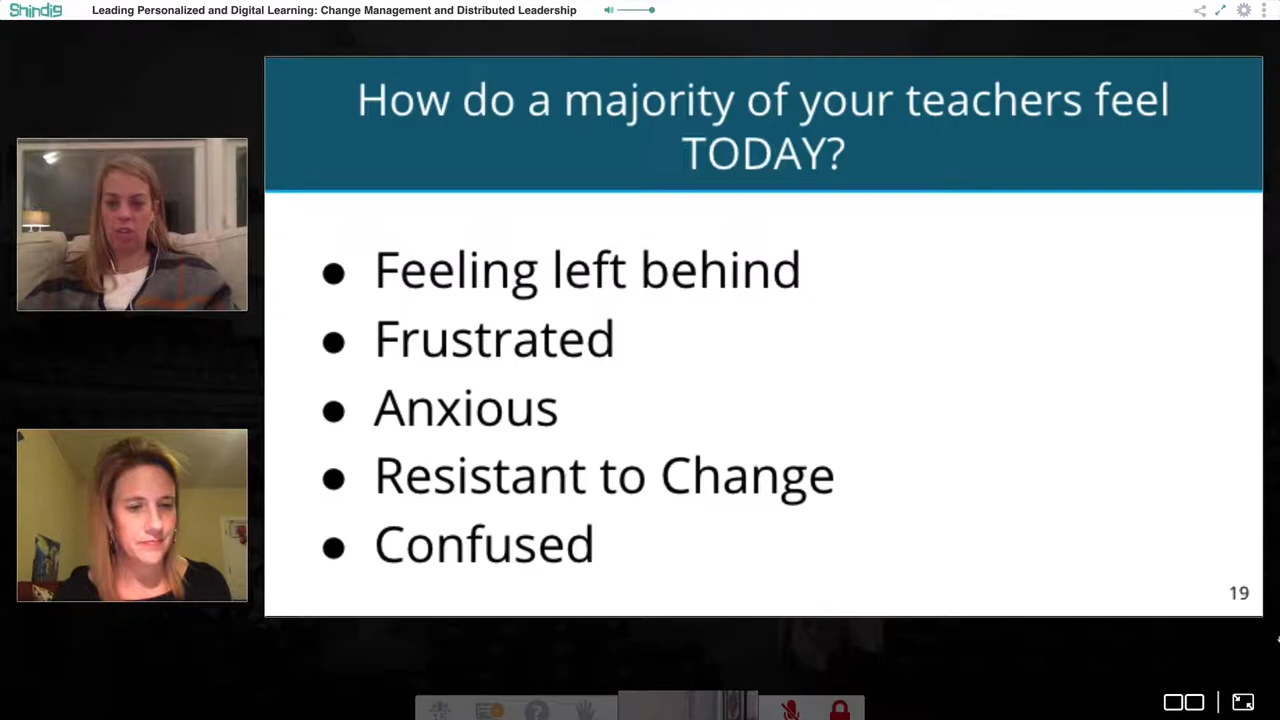 Shindig
Leading Personalized and Digital Learning: Change Management and Distributed Leadership
How do a majority of your teachers feel
TODAY?
● Feeling left behind
● Frustrated
● Anxious
● Resistant to Change
● Confused
19